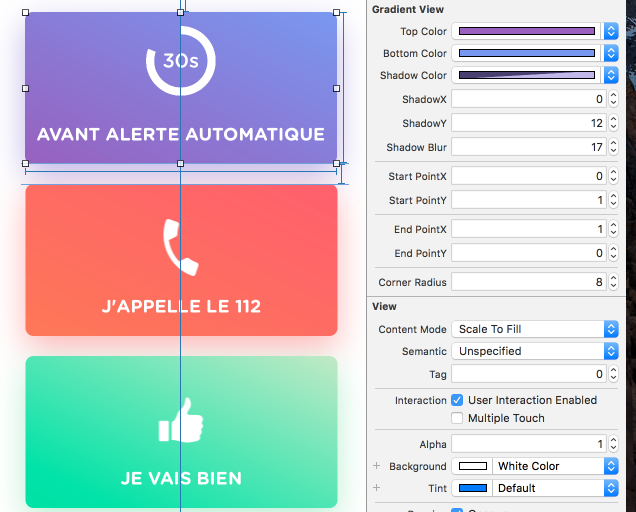 30s
AVANT ALERTE AUTOMATIQUE
J'APPELLE LE 112
JE VAIS BIEN
Gradient View
Top Color
Bottom Color
Shadow Color
ShadowX 0
ShadowY 12
Shadow Blur 17
Start PointX 0
Start PointY 1
End PointX 1
End PointY 0
Corner Radius 8
View
Content Mode Scale To Fill
Semantic Unspecified
Tag 0
Interaction User Interaction Enabled
Multiple Touch
Alpha 1
+ Background White Color
+ Tint Default